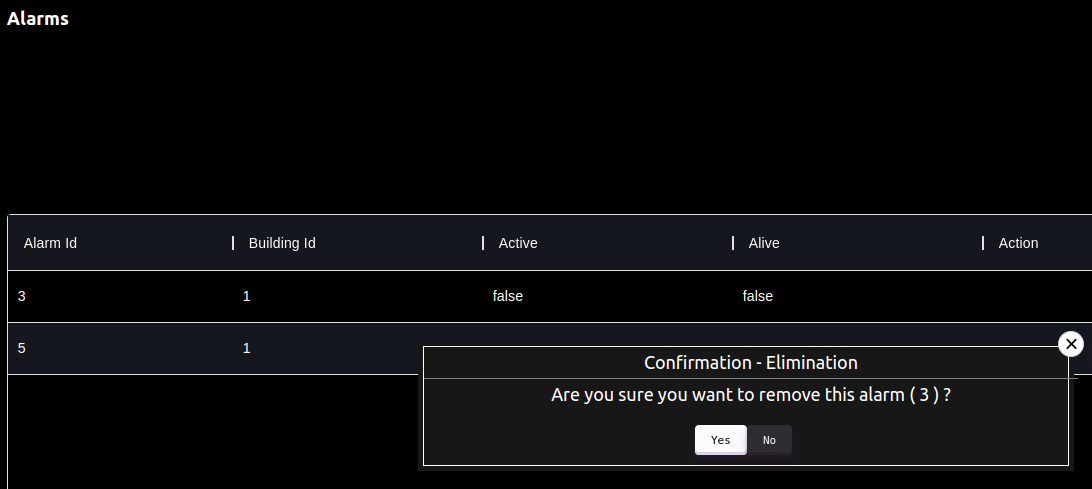 Alarms
Alarm Id Building Id Active Alive Action
3 1 false false
5 1
Confirmation - Elimination
Are you sure you want to remove this alarm ( 3 ) ?
Yes No